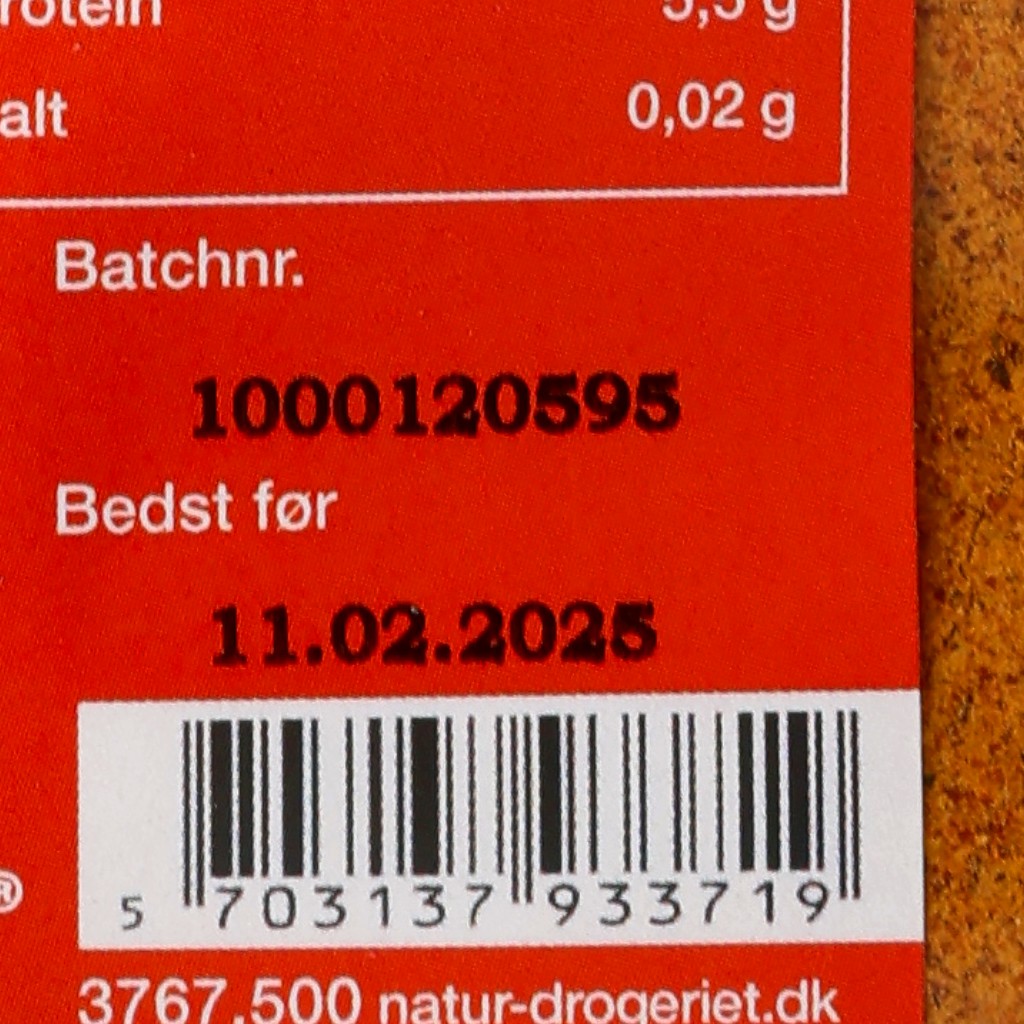 rotein 5,5 g
alt 0,02 g
Batchnr.
1000120595
Bedst før
11.02.2025
®
5 703137 933719
3767.500 natur-drogeriet.dk